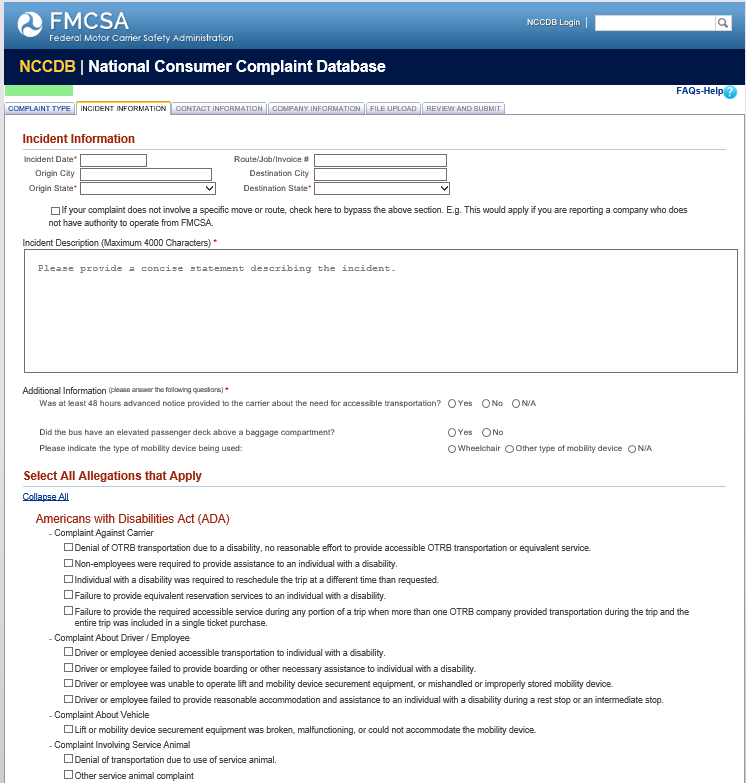 FMCSA
Federal Motor Carrier Safety Administration
NCCDB Login |
NCCDB | National Consumer Complaint Database
FAQs-Help ?
COMPLAINT TYPE INCIDENT INFORMATION CONTACT INFORMATION COMPANY INFORMATION FILE UPLOAD REVIEW AND SUBMIT
Incident Information
Incident Date* Route/Job/Invoice #
Origin City Destination City
Origin State* Destination State*
If your complaint does not involve a specific move or route, check here to bypass the above section. E.g. This would apply if you are reporting a company who does
not have authority to operate from FMCSA.
Incident Description (Maximum 4000 Characters) *
Please provide a concise statement describing the incident.
Additional Information (please answer the following questions) *
Was at least 48 hours advanced notice provided to the carrier about the need for accessible transportation? Yes No N/A
Did the bus have an elevated passenger deck above a baggage compartment? Yes No
Please indicate the type of mobility device being used: Wheelchair Other type of mobility device N/A
Select All Allegations that Apply
Collapse All
Americans with Disabilities Act (ADA)
- Complaint Against Carrier
Denial of OTRB transportation due to a disability, no reasonable effort to provide accessible OTRB transportation or equivalent service.
Non-employees were required to provide assistance to an individual with a disability.
Individual with a disability was required to reschedule the trip at a different time than requested.
Failure to provide equivalent reservation services to an individual with a disability.
Failure to provide the required accessible service during any portion of a trip when more than one OTRB company provided transportation during the trip and the
entire trip was included in a single ticket purchase.
- Complaint About Driver / Employee
Driver or employee denied accessible transportation to individual with a disability.
Driver or employee failed to provide boarding or other necessary assistance to individual with a disability.
Driver or employee was unable to operate lift and mobility device securement equipment, or mishandled or improperly stored mobility device.
Driver or employee failed to provide reasonable accommodation and assistance to an individual with a disability during a rest stop or an intermediate stop.
- Complaint About Vehicle
Lift or mobility device securement equipment was broken, malfunctioning, or could not accommodate the mobility device.
- Complaint Involving Service Animal
Denial of transportation due to use of service animal.
Other service animal complaint